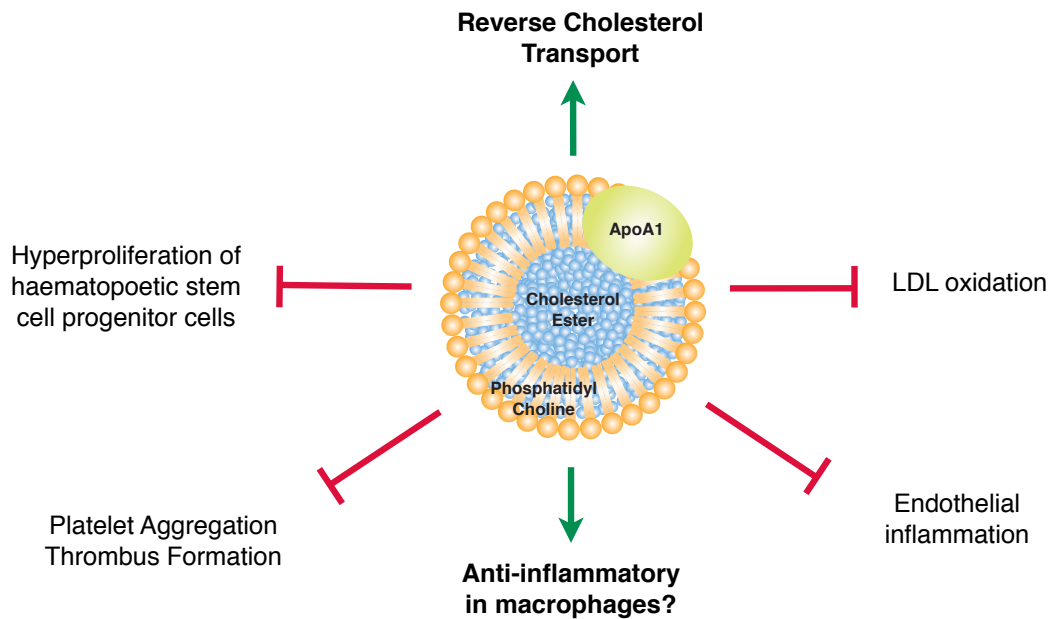 Reverse Cholesterol
Transport
ApoA1
Hyperproliferation of
haematopoetic stem
cell progenitor cells
Cholesterol
Ester
LDL oxidation
Phosphatidyl
Choline
Platelet Aggregation
Thrombus Formation
Endothelial
inflammation
Anti-inflammatory
in macrophages?